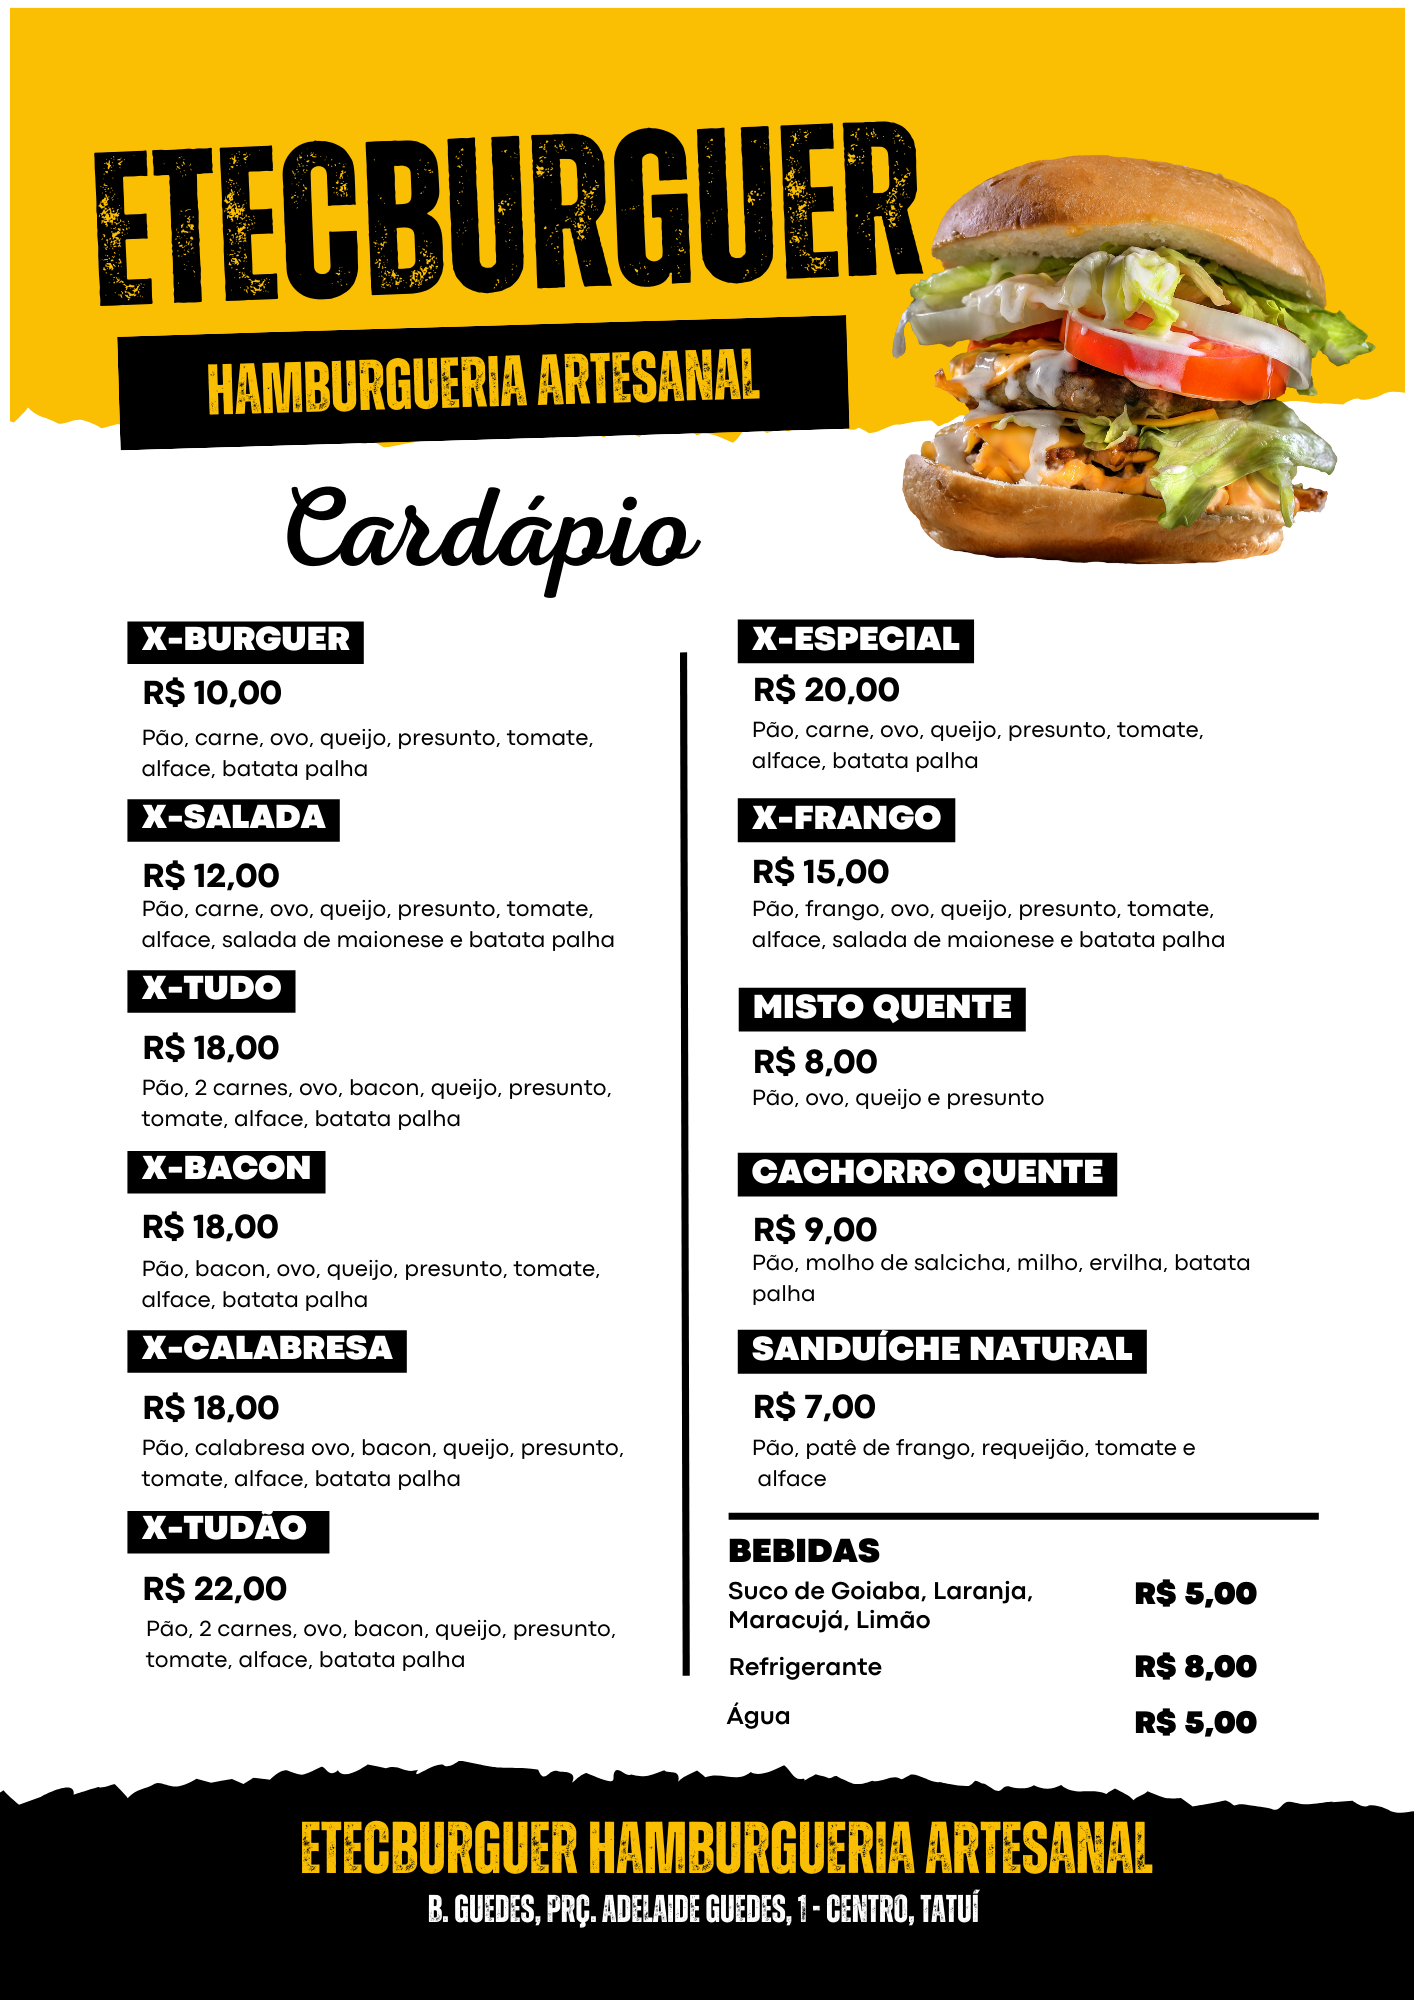 ETECBURGUER
HAMBURGUERIA ARTESANAL
Cardápio
X-BURGUER
R$ 10,00
Pão, carne, ovo, queijo, presunto, tomate,
alface, batata palha
X-SALADA
R$ 12,00
Pão, carne, ovo, queijo, presunto, tomate,
alface, salada de maionese e batata palha
X-TUDO
R$ 18,00
Pão, 2 carnes, ovo, bacon, queijo, presunto,
tomate, alface, batata palha
X-BACON
R$ 18,00
Pão, bacon, ovo, queijo, presunto, tomate,
alface, batata palha
X-CALABRESA
R$ 18,00
Pão, calabresa ovo, bacon, queijo, presunto,
tomate, alface, batata palha
X-TUDÃO
R$ 22,00
Pão, 2 carnes, ovo, bacon, queijo, presunto,
tomate, alface, batata palha
X-ESPECIAL
R$ 20,00
Pão, carne, ovo, queijo, presunto, tomate,
alface, batata palha
X-FRANGO
R$ 15,00
Pão, frango, ovo, queijo, presunto, tomate,
alface, salada de maionese e batata palha
MISTO QUENTE
R$ 8,00
Pão, ovo, queijo e presunto
CACHORRO QUENTE
R$ 9,00
Pão, molho de salcicha, milho, ervilha, batata
palha
SANDUÍCHE NATURAL
R$ 7,00
Pão, patê de frango, requeijão, tomate e
alface
BEBIDAS
Suco de Goiaba, Laranja, R$ 5,00
Maracujá, Limão
Refrigerante R$ 8,00
Água R$ 5,00
ETECBURGUER HAMBURGUERIA ARTESANAL
B. GUEDES, PRÇ. ADELAIDE GUEDES, 1 - CENTRO, TATUÍ